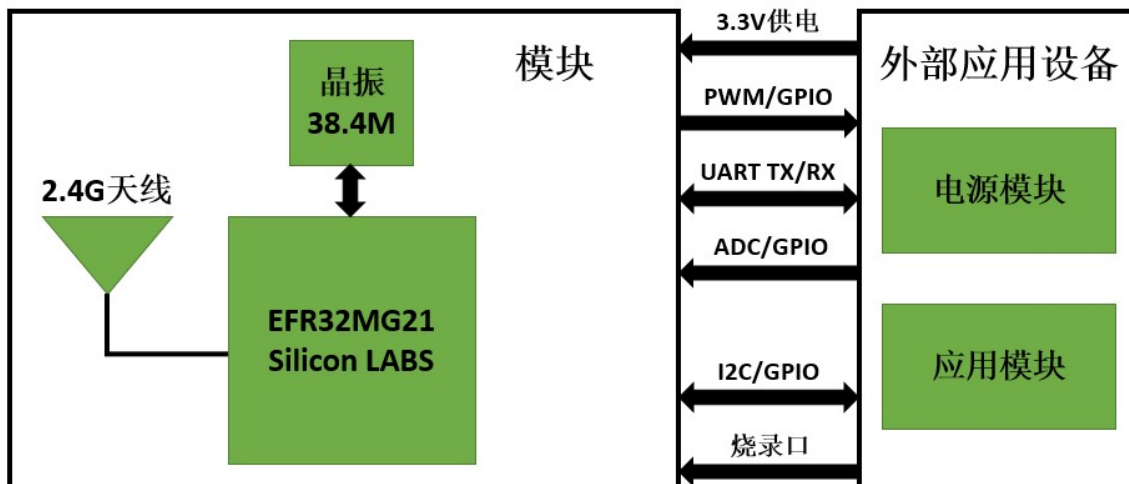 模块
晶振
38.4M
2.4G天线
EFR32MG21
Silicon LABS
3.3V供电
PWM/GPIO
UART TX/RX
ADC/GPIO
I2C/GPIO
烧录口
外部应用设备
电源模块
应用模块